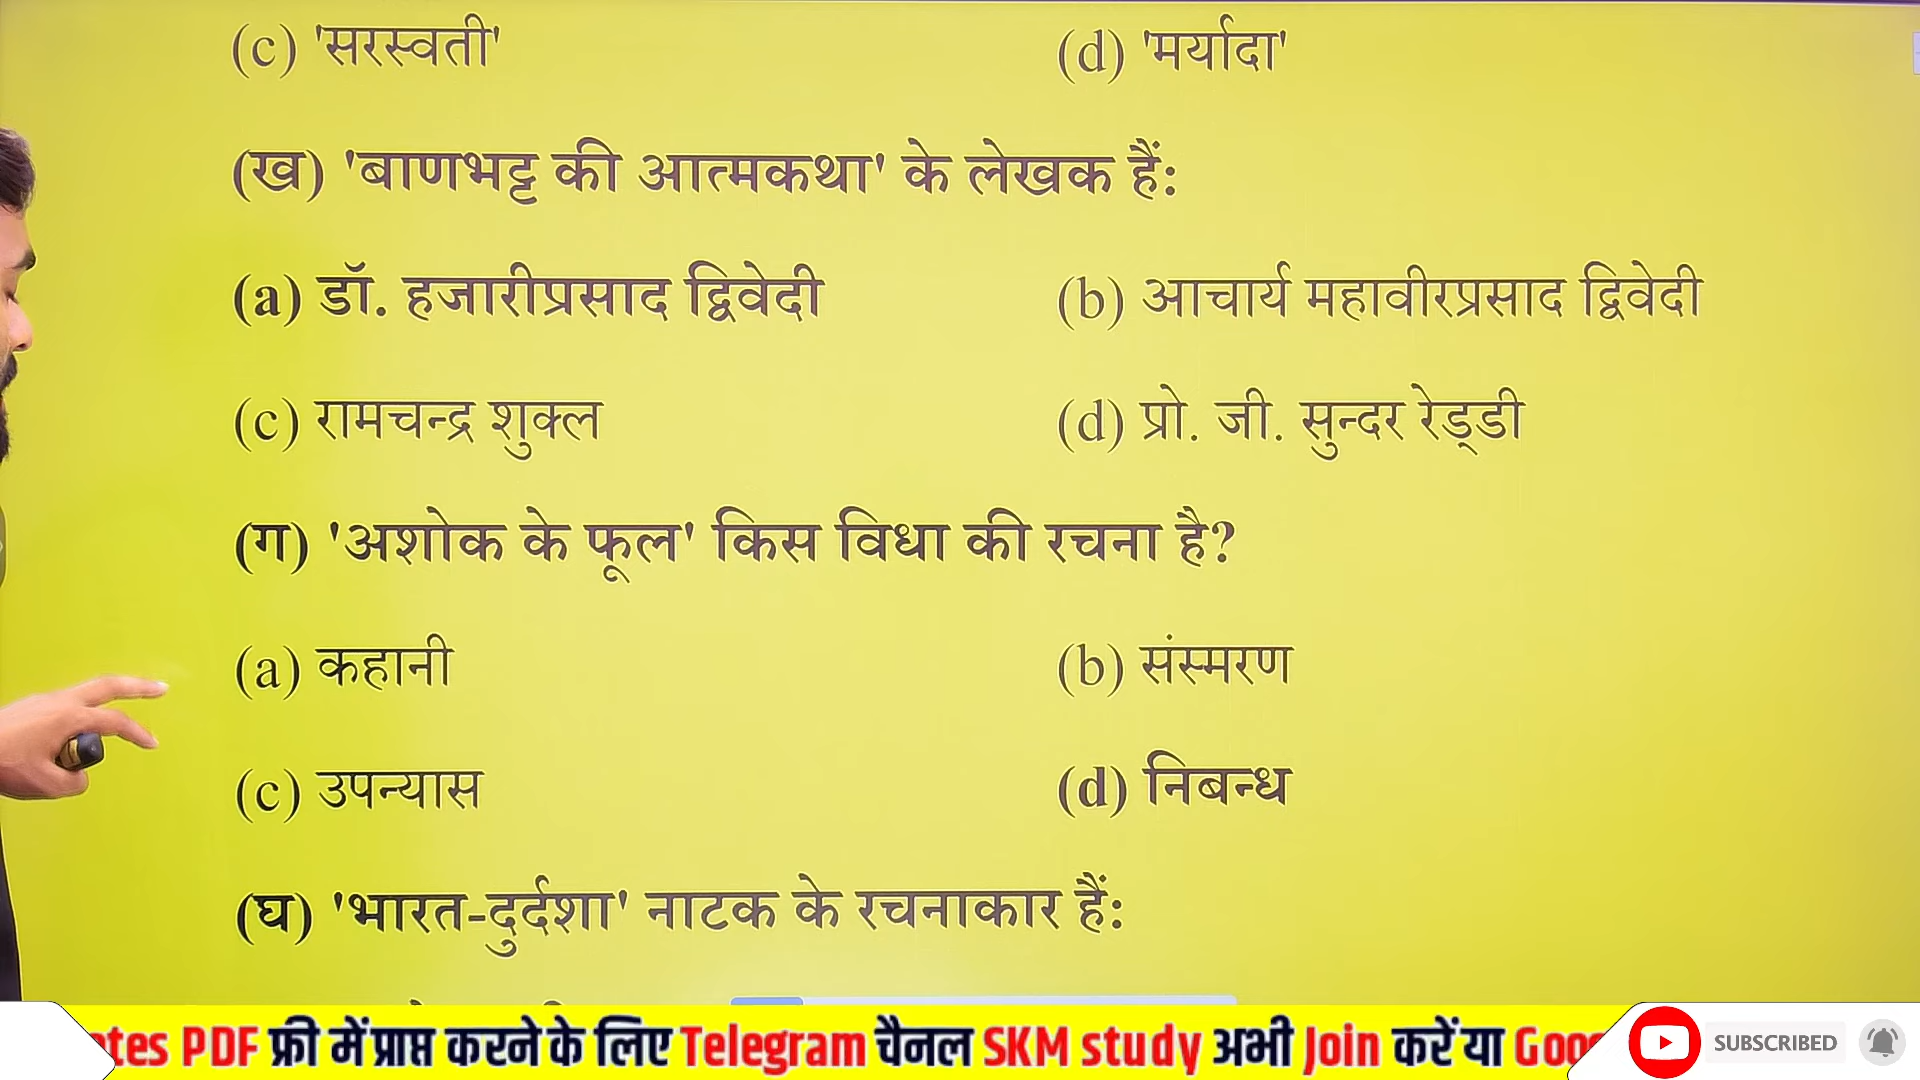 (c) 'सरस्वती' (d) 'मर्यादा'
(ख) 'बाणभट्ट की आत्मकथा' के लेखक हैं:
(a) डॉ. हजारीप्रसाद द्विवेदी (b) आचार्य महावीरप्रसाद द्विवेदी
(c) रामचन्द्र शुक्ल (d) प्रो. जी. सुन्दर रेड्डी
(ग) 'अशोक के फूल' किस विधा की रचना है?
(a) कहानी (b) संस्मरण
(c) उपन्यास (d) निबन्ध
(घ) 'भारत-दुर्दशा' नाटक के रचनाकार हैं:
PDF फ्री में प्राप्त करने के लिए Telegram चैनल SKM study अभी Join करें या
SUBSCRIBED